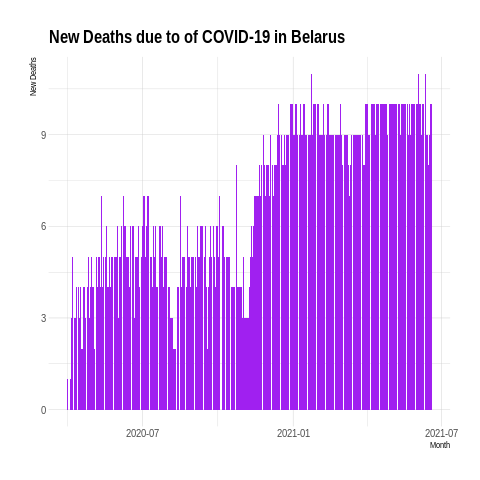 New Deaths due to of COVID-19 in Belarus
New Deaths
9
6
3
0
2020-07
2021-01
2021-07
Month